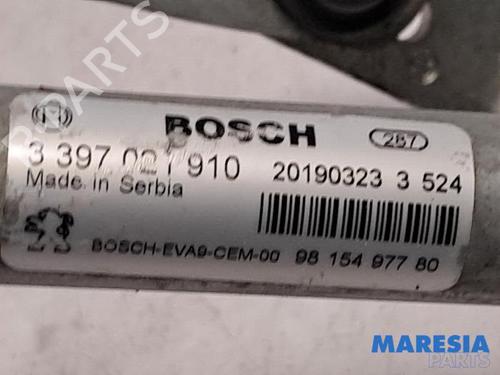 BOSCH 287
3 397 021 910 20190323 3 524
Made in Serbia
BOSCH-EVA9-CEM-00 98 154 977 80
MARESIA
PARTS